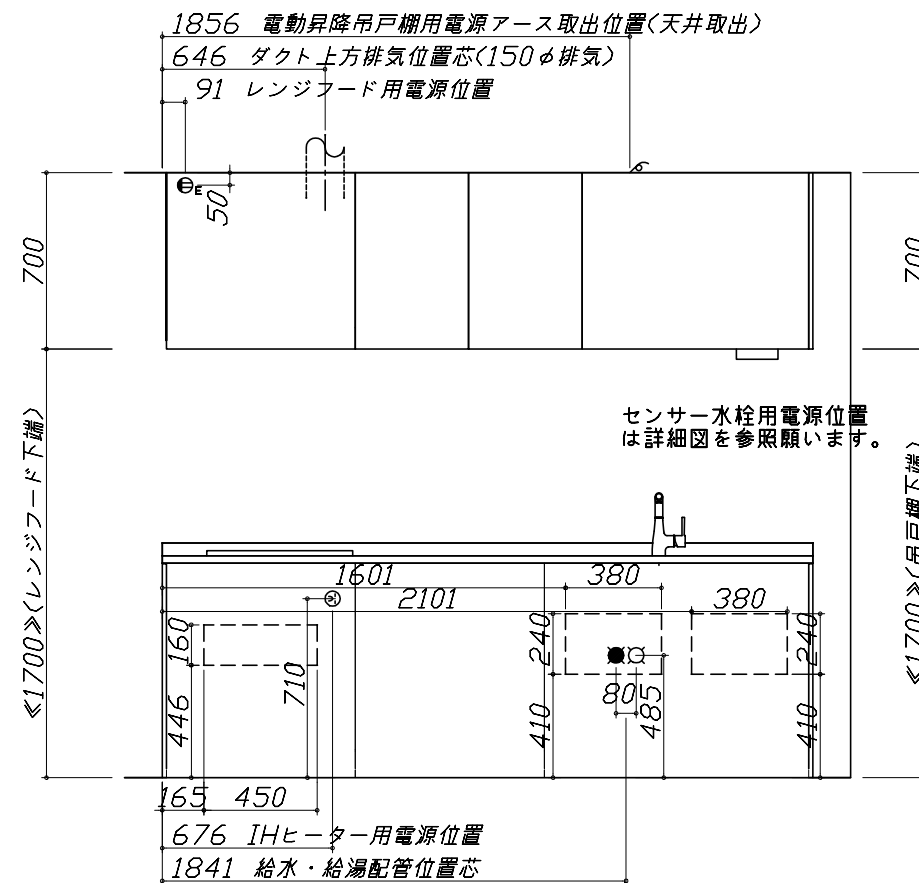 1856 電動昇降吊戸棚用電源アース取出位置(天井取出)
646 ダクト上方排気位置芯(150φ排気)
91 レンジフード用電源位置
E
50
700
700
≪1700≫(レンジフード下端)
センサー水栓用電源位置
は詳細図を参照願います。
≪1700≫(吊戸棚下端)
1601
380
2101
380
160
710
446
240
410
80
485
240
410
165
450
676 IHヒーター用電源位置
1841 給水・給湯配管位置芯